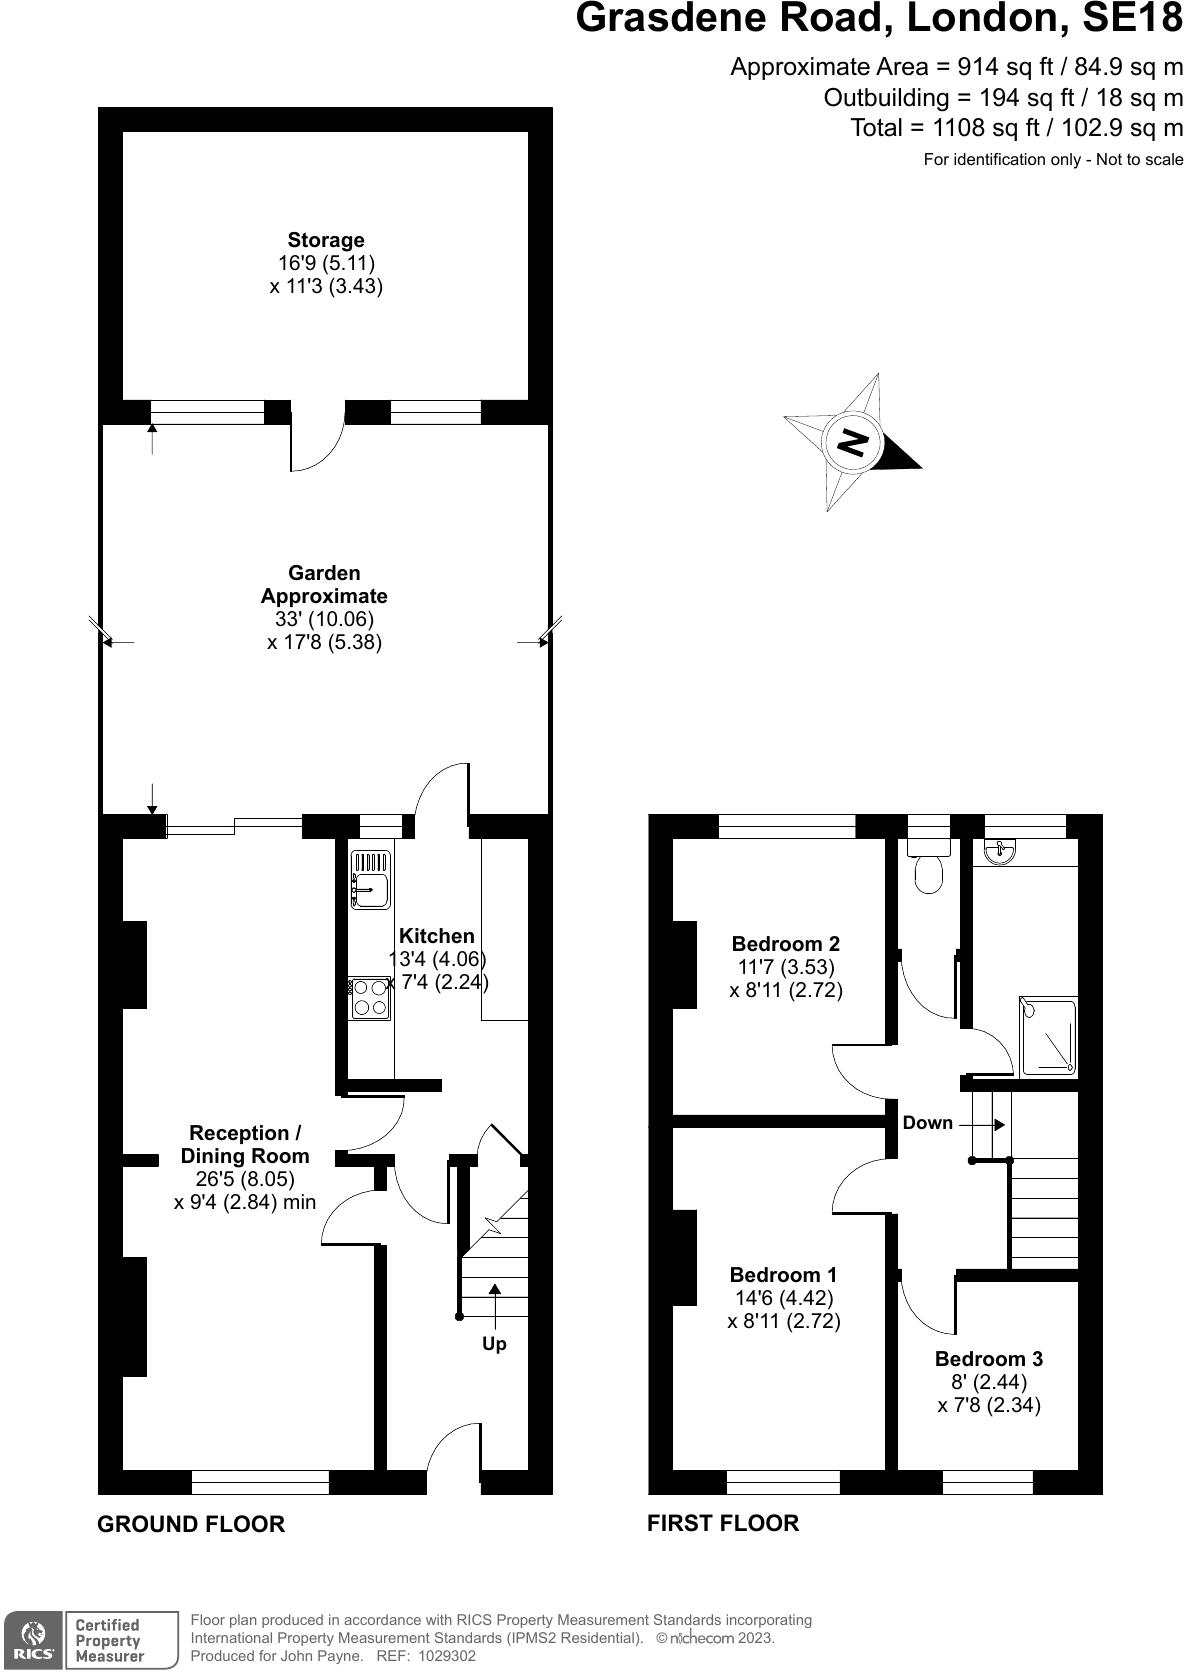 Grasdene Road, London, SE18
Approximate Area = 914 sq ft / 84.9 sq m
Outbuilding = 194 sq ft / 18 sq m
Total = 1108 sq ft / 102.9 sq m
For identification only - Not to scale
Storage
16'9 (5.11)
x 11'3 (3.43)
N
Garden
Approximate
33' (10.06)
x 17'8 (5.38)
Kitchen
13'4 (4.06)
x 7'4 (2.24)
Reception /
Dining Room
26'5 (8.05)
x 9'4 (2.84) min
Up
GROUND FLOOR
Bedroom 2
11'7 (3.53)
x 8'11 (2.72)
Down
Bedroom 1
14'6 (4.42)
x 8'11 (2.72)
Bedroom 3
8' (2.44)
x 7'8 (2.34)
FIRST FLOOR
RICS
Certified
Property
Measurer
Floor plan produced in accordance with RICS Property Measurement Standards incorporating
International Property Measurement Standards (IPMS2 Residential). © nichecom 2023.
Produced for John Payne. REF: 1029302